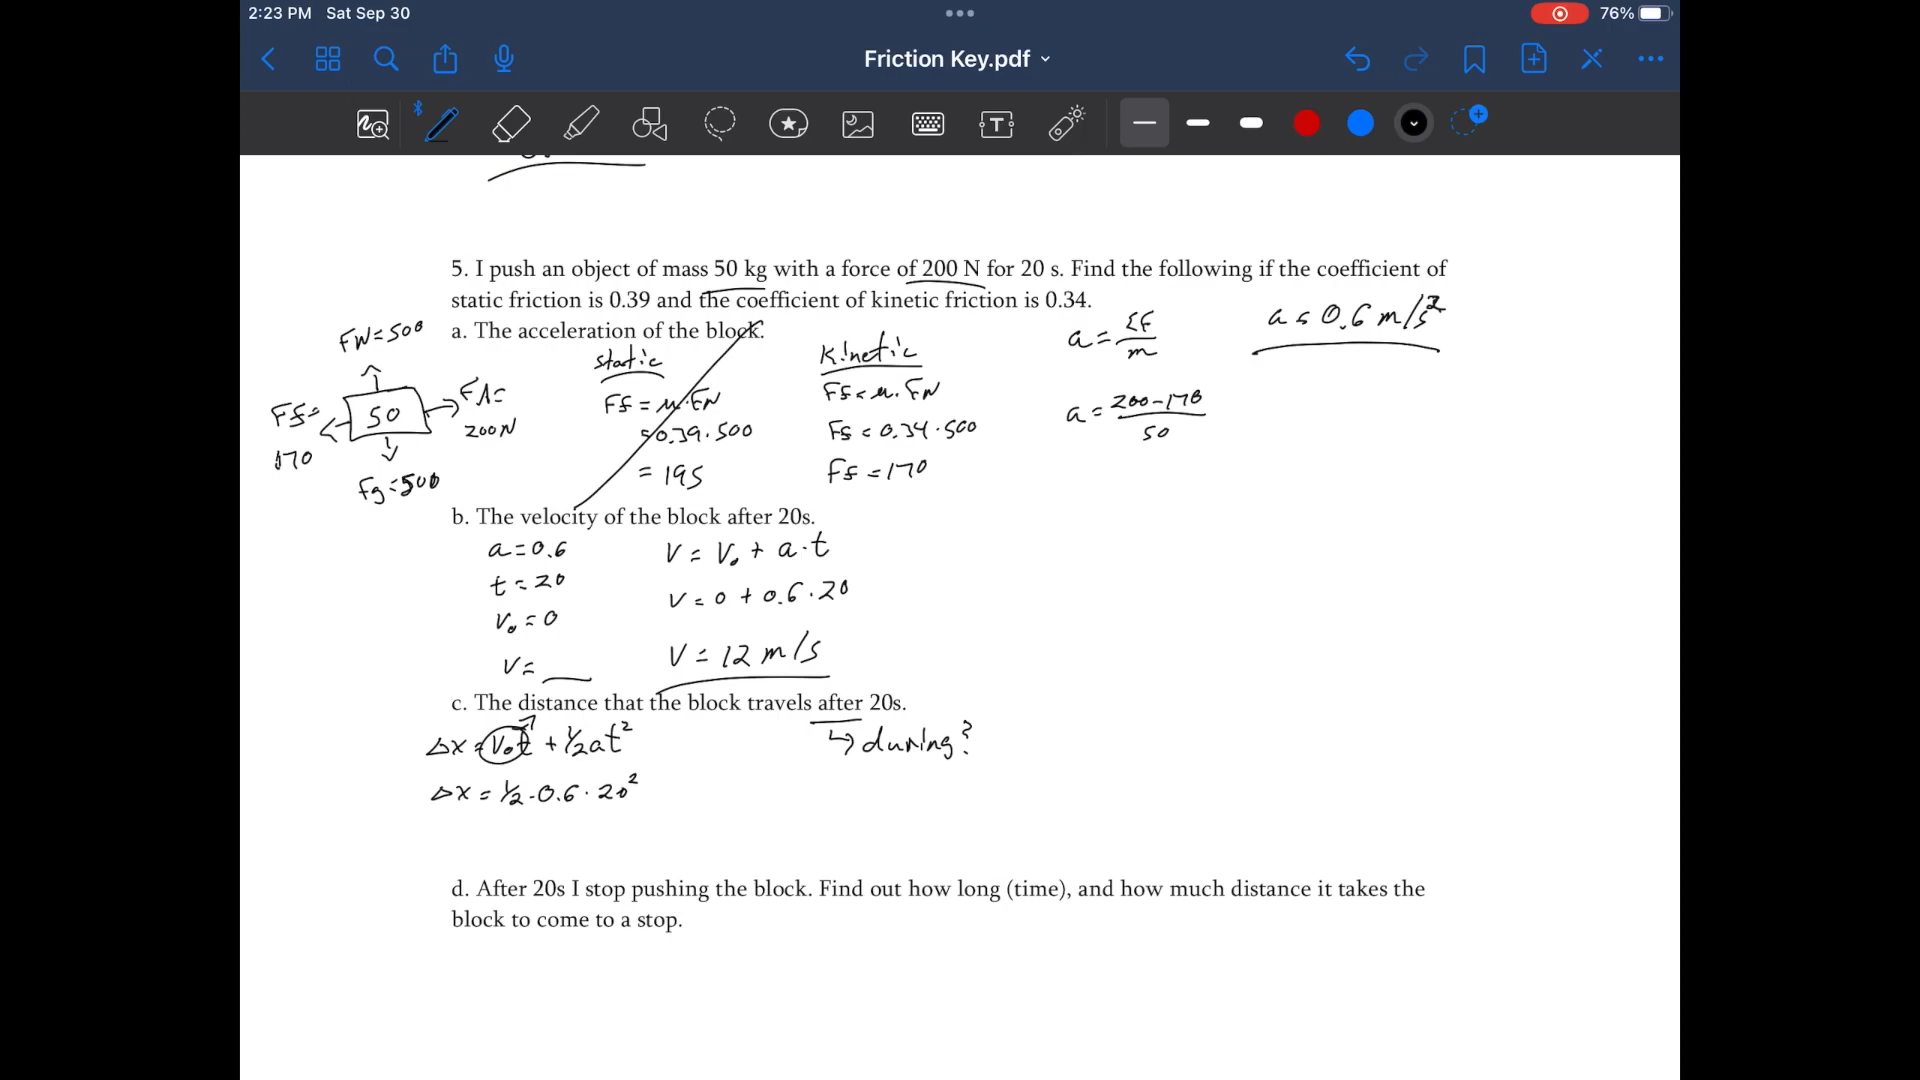 2:23 PM Sat Sep 30
76%
Friction Key.pdf
5. I push an object of mass 50 kg with a force of 200 N for 20 s. Find the following if the coefficient of
static friction is 0.39 and the coefficient of kinetic friction is 0.34.
a. The acceleration of the block.
FN=500
Ff=
170
50
FA=
200N
Fg=500
Static
Ff = μ·FN
=0.39·500
= 195
Kinetic
Ff=μ·FN
Ff = 0.34·500
Ff = 170
a = ΣF/m
a = 200-170/50
a = 0.6 m/s²
b. The velocity of the block after 20s.
a=0.6
t=20
V₀=0
V=__
V = V₀ + a·t
V = 0 + 0.6·20
V = 12 m/s
c. The distance that the block travels after 20s.
↳ during?
Δx = V₀t + 1/2at²
Δx = 1/2·0.6·20²
d. After 20s I stop pushing the block. Find out how long (time), and how much distance it takes the
block to come to a stop.